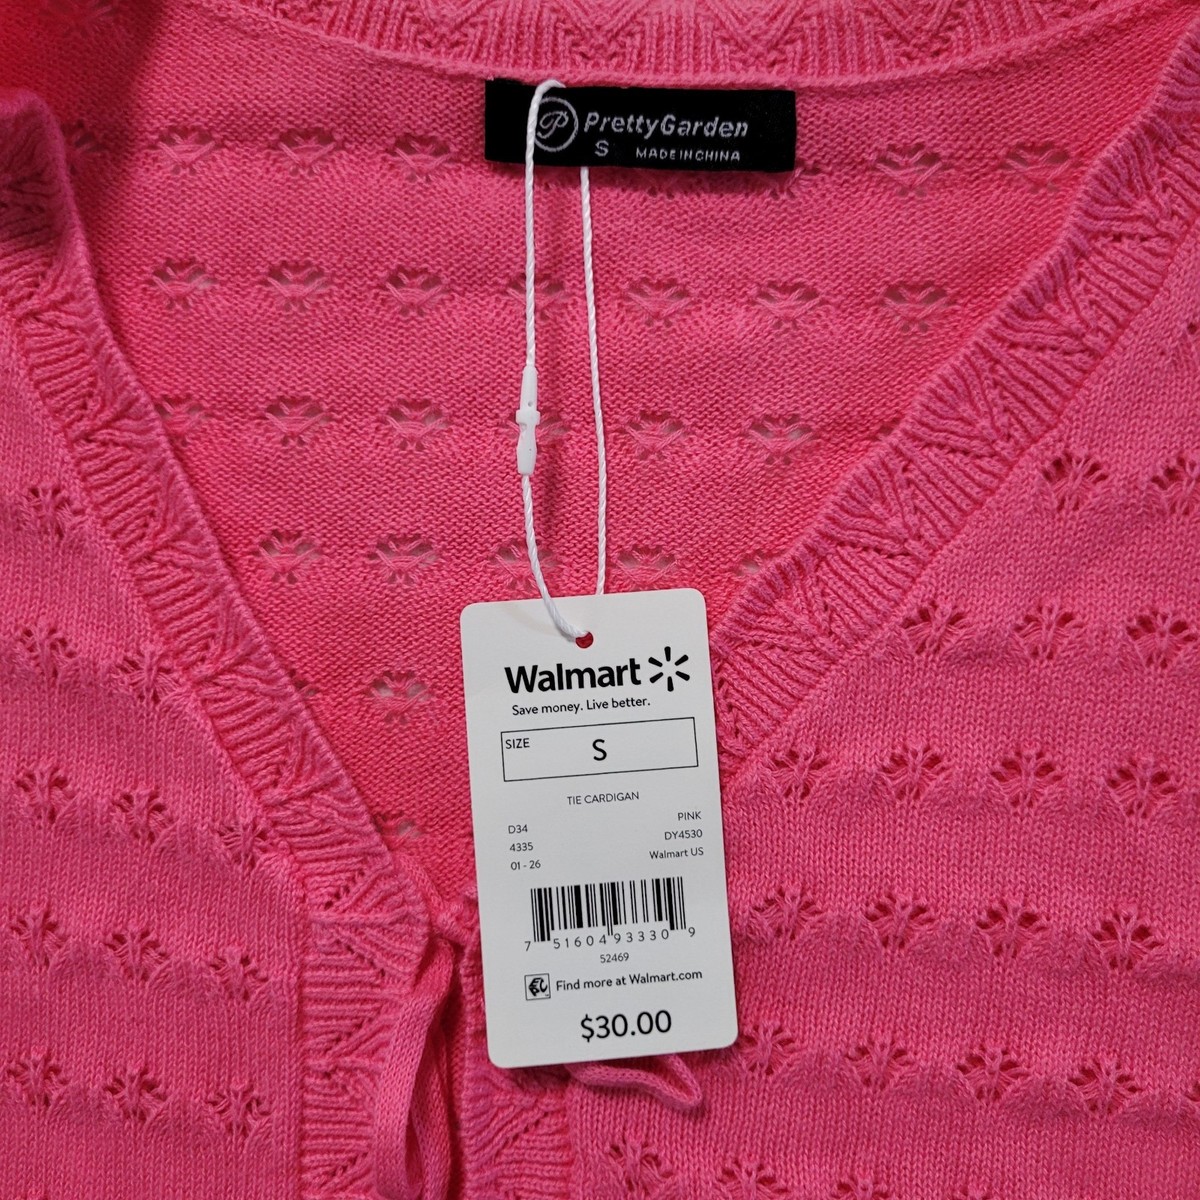 P PrettyGarden
S MADE IN CHINA
Walmart
Save money. Live better.
SIZE S
TIE CARDIGAN
D34 PINK
4335 DY4530
01 - 26 Walmart US
7 51604 93330 9
52469
Find more at Walmart.com
$30.00